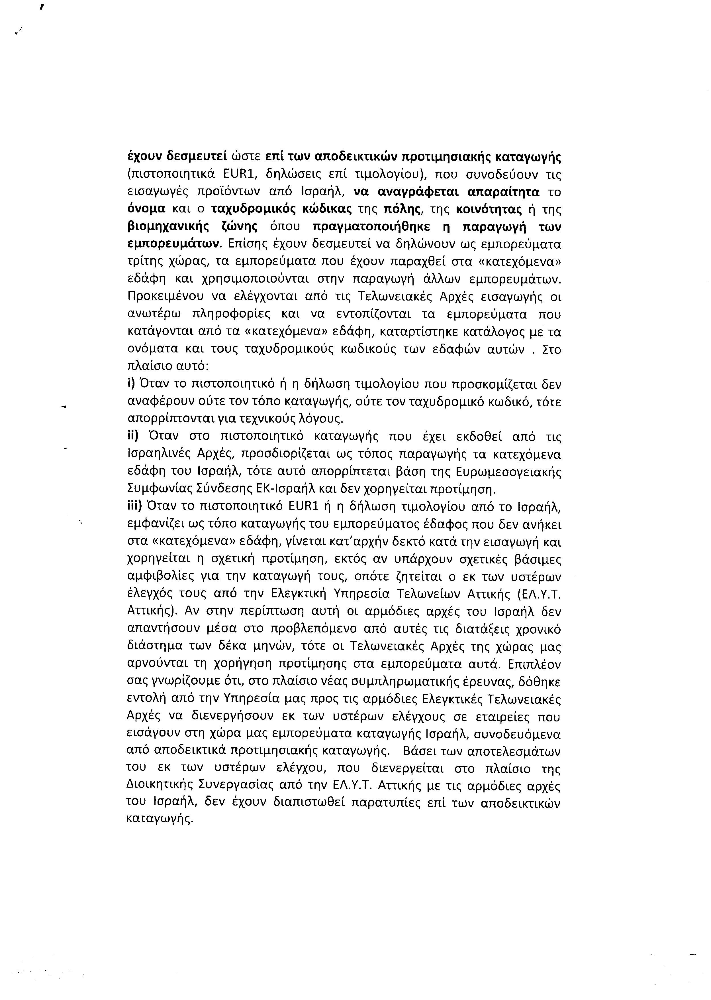 έχουν δεσμευτεί ώστε επί των αποδεικτικών προτιμησιακής καταγωγής
(πιστοποιητικά EUR1, δηλώσεις επί τιμολογίου), που συνοδεύουν τις
εισαγωγές προϊόντων από Ισραήλ, να αναγράφεται απαραίτητα το
όνομα και ο ταχυδρομικός κώδικας της πόλης, της κοινότητας ή της
βιομηχανικής ζώνης όπου πραγματοποιήθηκε η παραγωγή των
εμπορευμάτων. Επίσης έχουν δεσμευτεί να δηλώνουν ως εμπορεύματα
τρίτης χώρας, τα εμπορεύματα που έχουν παραχθεί στα «κατεχόμενα»
εδάφη και χρησιμοποιούνται στην παραγωγή άλλων εμπορευμάτων.
Προκειμένου να ελέγχονται από τις Τελωνειακές Αρχές εισαγωγής οι
ανωτέρω πληροφορίες και να εντοπίζονται τα εμπορεύματα που
κατάγονται από τα «κατεχόμενα» εδάφη, καταρτίστηκε κατάλογος με τα
ονόματα και τους ταχυδρομικούς κωδικούς των εδαφών αυτών . Στο
πλαίσιο αυτό:
i) Όταν το πιστοποιητικό ή η δήλωση τιμολογίου που προσκομίζεται δεν
αναφέρουν ούτε τον τόπο καταγωγής, ούτε τον ταχυδρομικό κωδικό, τότε
απορρίπτονται για τεχνικούς λόγους.
ii) Όταν στο πιστοποιητικό καταγωγής που έχει εκδοθεί από τις
Ισραηλινές Αρχές, προσδιορίζεται ως τόπος παραγωγής τα κατεχόμενα
εδάφη του Ισραήλ, τότε αυτό απορρίπτεται βάση της Ευρωμεσογειακής
Συμφωνίας Σύνδεσης ΕΚ-Ισραήλ και δεν χορηγείται προτίμηση.
iii) Όταν το πιστοποιητικό EUR1 ή η δήλωση τιμολογίου από το Ισραήλ,
εμφανίζει ως τόπο καταγωγής του εμπορεύματος έδαφος που δεν ανήκει
στα «κατεχόμενα» εδάφη, γίνεται κατ'αρχήν δεκτό κατά την εισαγωγή και
χορηγείται η σχετική προτίμηση, εκτός αν υπάρχουν σχετικές βάσιμες
αμφιβολίες για την καταγωγή τους, οπότε ζητείται ο εκ των υστέρων
έλεγχός τους από την Ελεγκτική Υπηρεσία Τελωνείων Αττικής (ΕΛ.Υ.Τ.
Αττικής). Αν στην περίπτωση αυτή οι αρμόδιες αρχές του Ισραήλ δεν
απαντήσουν μέσα στο προβλεπόμενο από αυτές τις διατάξεις χρονικό
διάστημα των δέκα μηνών, τότε οι Τελωνειακές Αρχές της χώρας μας
αρνούνται τη χορήγηση προτίμησης στα εμπορεύματα αυτά. Επιπλέον
σας γνωρίζουμε ότι, στο πλαίσιο νέας συμπληρωματικής έρευνας, δόθηκε
εντολή από την Υπηρεσία μας προς τις αρμόδιες Ελεγκτικές Τελωνειακές
Αρχές να διενεργήσουν εκ των υστέρων ελέγχους σε εταιρείες που
εισάγουν στη χώρα μας εμπορεύματα καταγωγής Ισραήλ, συνοδευόμενα
από αποδεικτικά προτιμησιακής καταγωγής. Βάσει των αποτελεσμάτων
του εκ των υστέρων ελέγχου, που διενεργείται στο πλαίσιο της
Διοικητικής Συνεργασίας από την ΕΛ.Υ.Τ. Αττικής με τις αρμόδιες αρχές
του Ισραήλ, δεν έχουν διαπιστωθεί παρατυπίες επί των αποδεικτικών
καταγωγής.